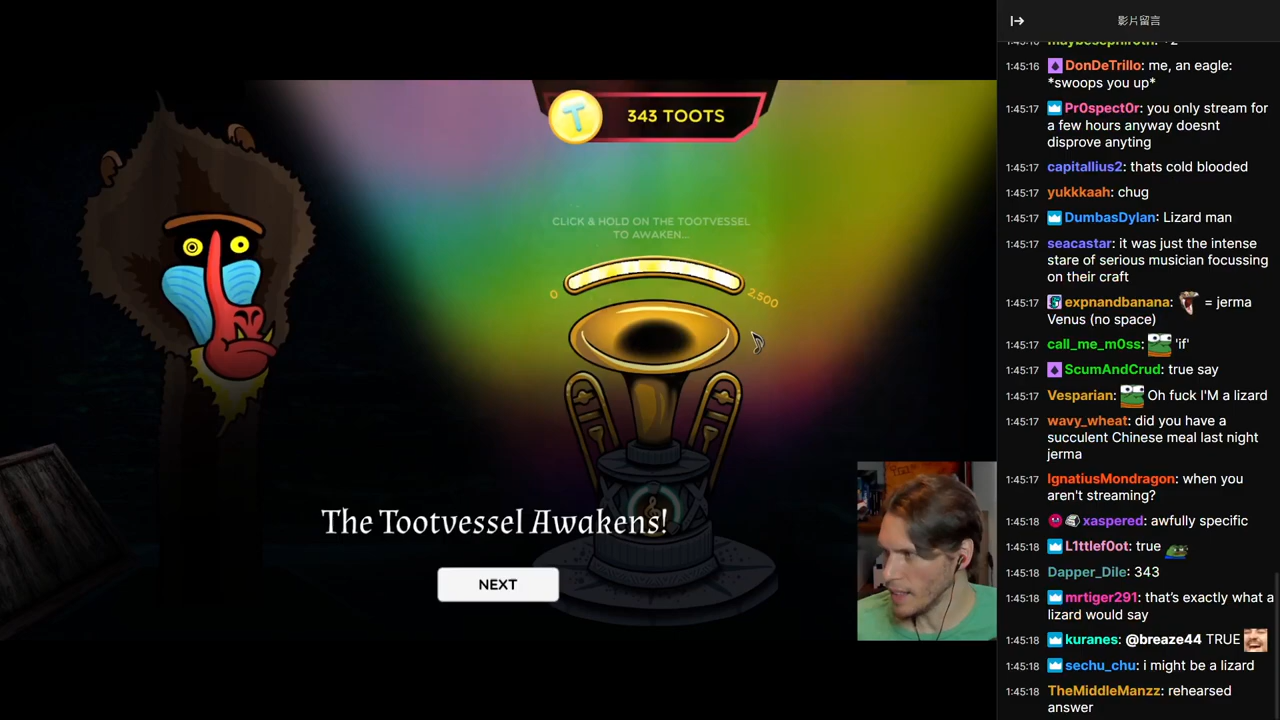 T 343 TOOTS
CLICK & HOLD ON THE TOOTVESSEL
TO AWAKEN...
0
2,500
The Tootvessel Awakens!
NEXT
影片留言
1:45:16 DonDeTrillo: me, an eagle:
*swoops you up*
1:45:17 Pr0spect0r: you only stream for
a few hours anyway doesnt
disprove anyting
1:45:17 capitallius2: thats cold blooded
1:45:17 yukkkaah: chug
1:45:17 DumbasDylan: Lizard man
1:45:17 seacastar: it was just the intense
stare of serious musician focussing
on their craft
1:45:17 expnandbanana: = jerma
Venus (no space)
1:45:17 call_me_m0ss: 'if'
1:45:17 ScumAndCrud: true say
1:45:17 Vesparian: Oh fuck I'M a lizard
1:45:17 wavy_wheat: did you have a
succulent Chinese meal last night
jerma
1:45:17 IgnatiusMondragon: when you
aren't streaming?
1:45:18 xaspered: awfully specific
1:45:18 L1ttlef0ot: true
1:45:18 Dapper_Dile: 343
1:45:18 mrtiger291: that's exactly what a
lizard would say
1:45:18 kuranes: @breaze44 TRUE
1:45:18 sechu_chu: i might be a lizard
1:45:18 TheMiddleManzz: rehearsed
answer